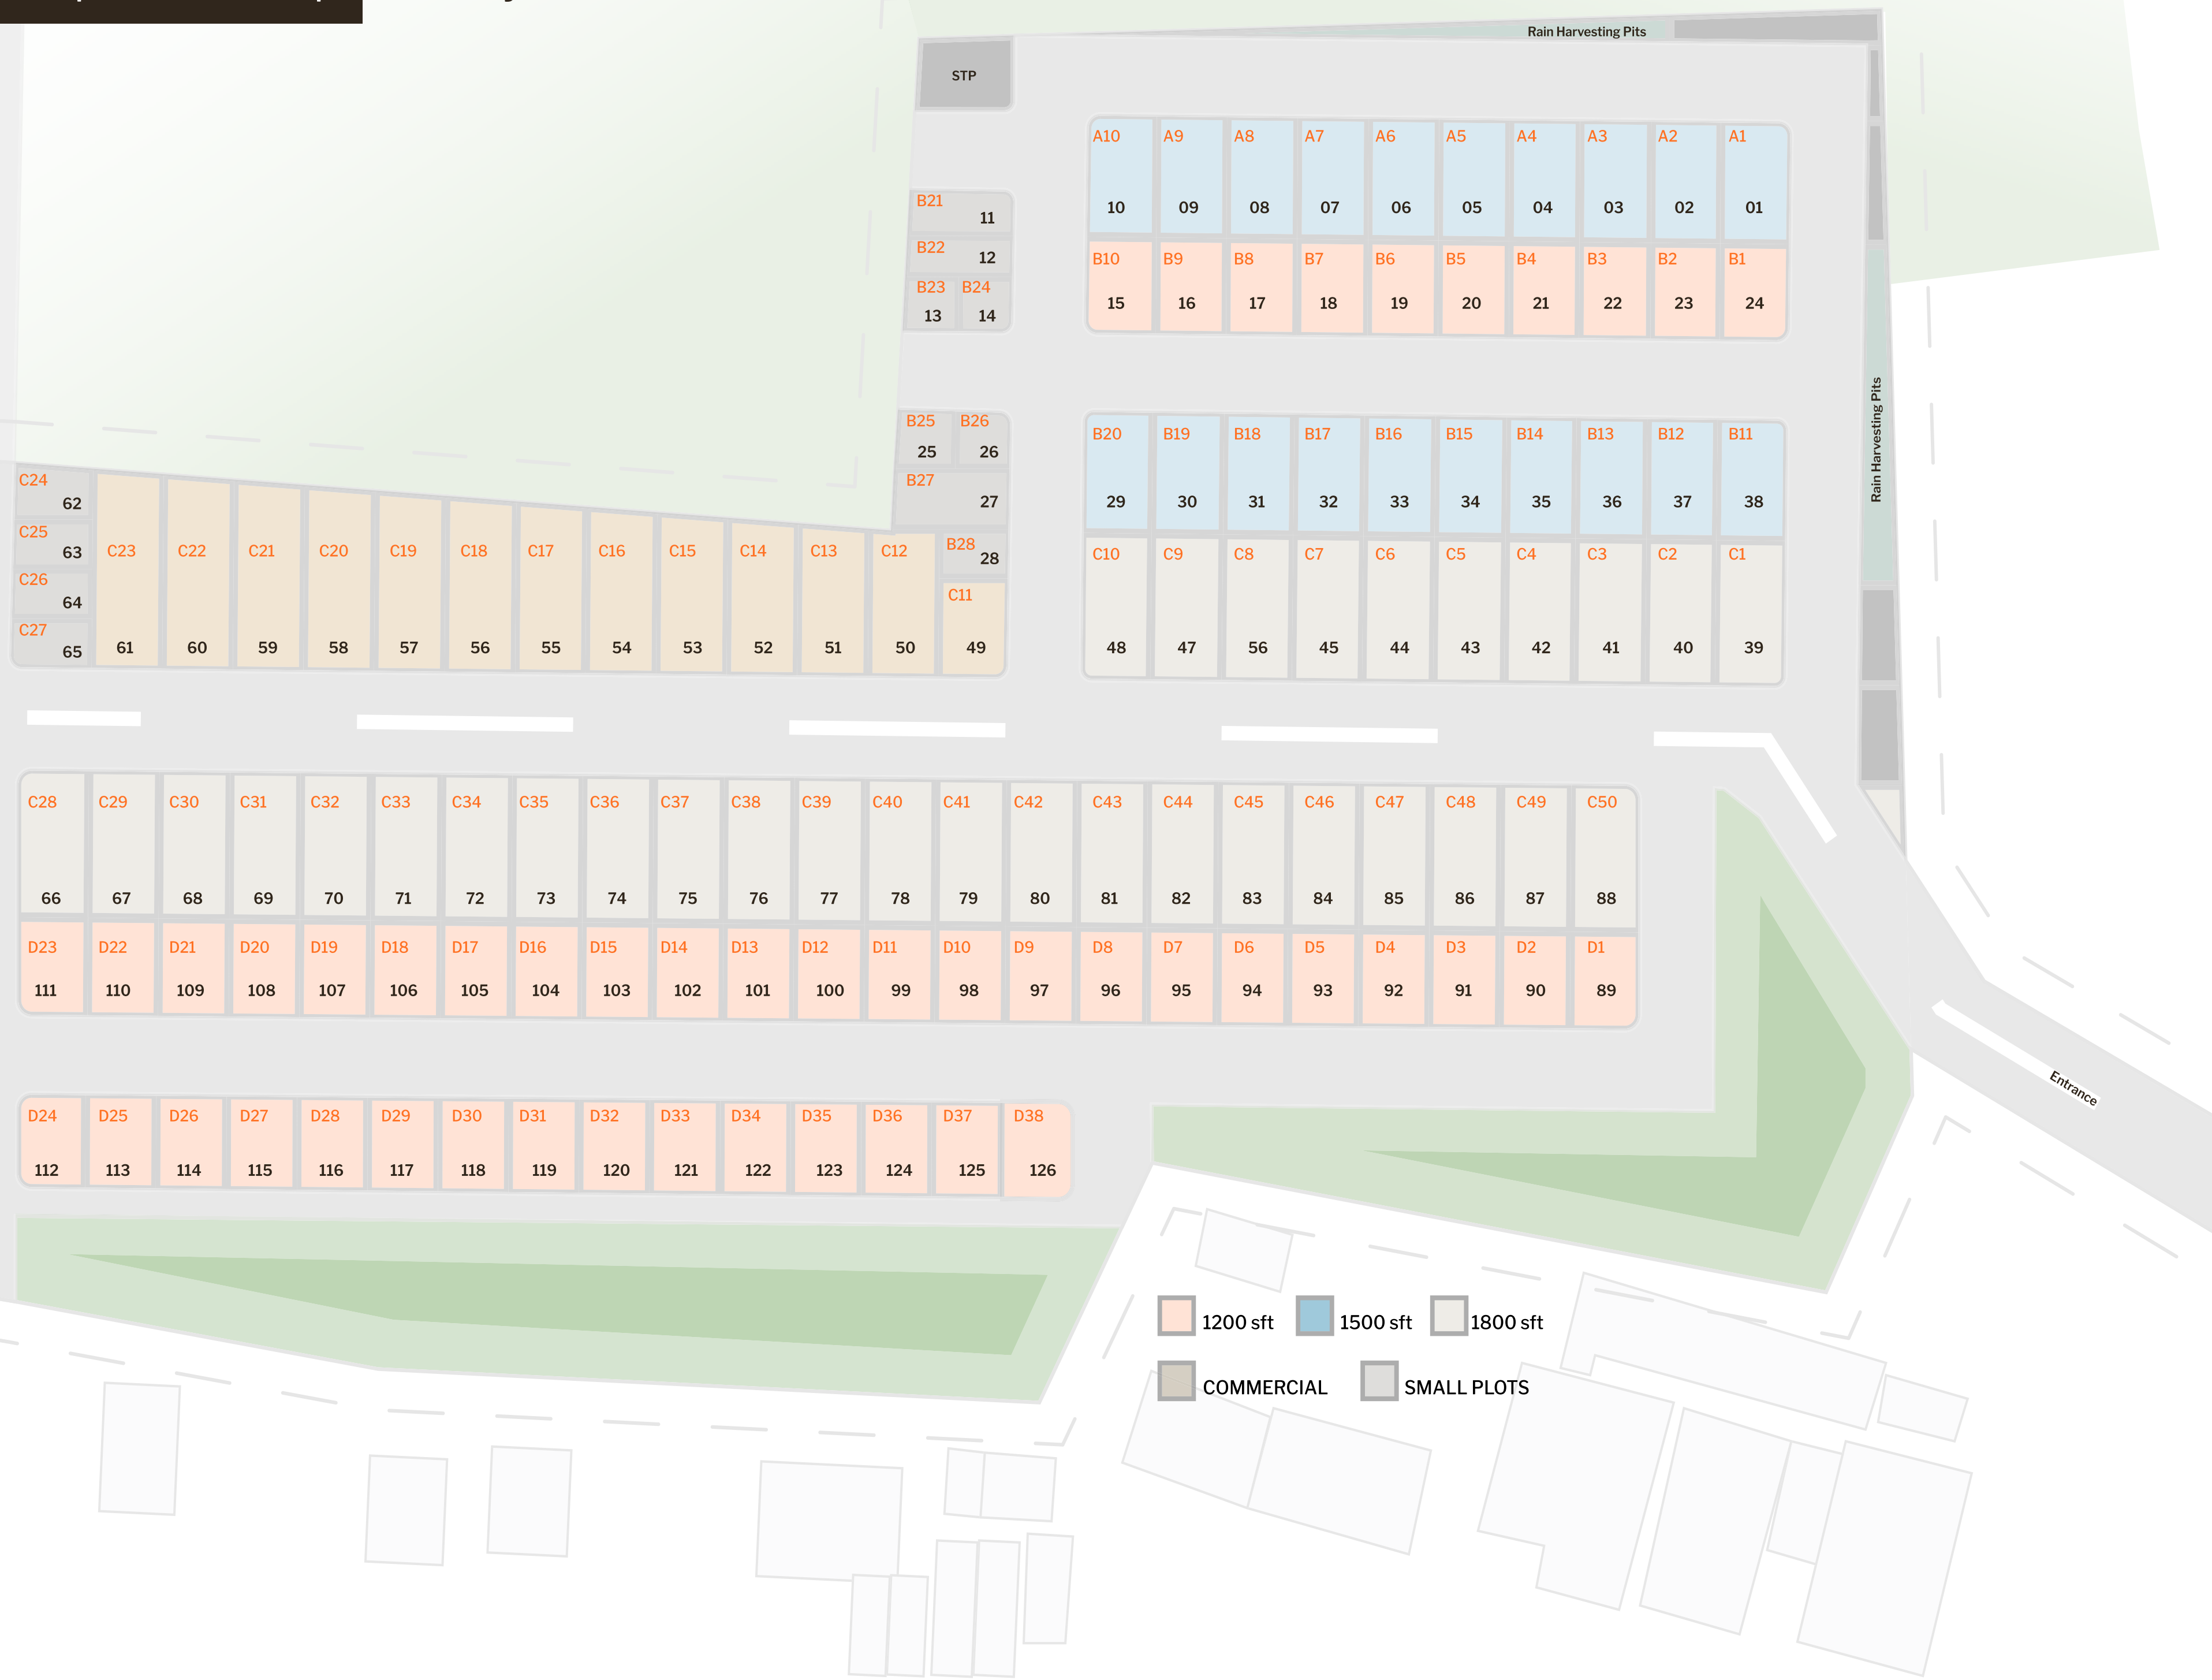 Rain Harvesting Pits
STP
A10 A9 A8 A7 A6 A5 A4 A3 A2 A1
10 09 08 07 06 05 04 03 02 01
B21 11
B22 12
B23 B24
13 14
B10 B9 B8 B7 B6 B5 B4 B3 B2 B1
15 16 17 18 19 20 21 22 23 24
Rain Harvesting Pits
B25 B26
25 26
B27 27
B28 28
B20 B19 B18 B17 B16 B15 B14 B13 B12 B11
29 30 31 32 33 34 35 36 37 38
C24 62
C25 63
C26 64
C27 65
C23 C22 C21 C20 C19 C18 C17 C16 C15 C14 C13 C12 C11
61 60 59 58 57 56 55 54 53 52 51 50 49
C10 C9 C8 C7 C6 C5 C4 C3 C2 C1
48 47 56 45 44 43 42 41 40 39
C28 C29 C30 C31 C32 C33 C34 C35 C36 C37 C38 C39 C40 C41 C42 C43 C44 C45 C46 C47 C48 C49 C50
66 67 68 69 70 71 72 73 74 75 76 77 78 79 80 81 82 83 84 85 86 87 88
D23 D22 D21 D20 D19 D18 D17 D16 D15 D14 D13 D12 D11 D10 D9 D8 D7 D6 D5 D4 D3 D2 D1
111 110 109 108 107 106 105 104 103 102 101 100 99 98 97 96 95 94 93 92 91 90 89
Entrance
D24 D25 D26 D27 D28 D29 D30 D31 D32 D33 D34 D35 D36 D37 D38
112 113 114 115 116 117 118 119 120 121 122 123 124 125 126
1200 sft 1500 sft 1800 sft
COMMERCIAL SMALL PLOTS